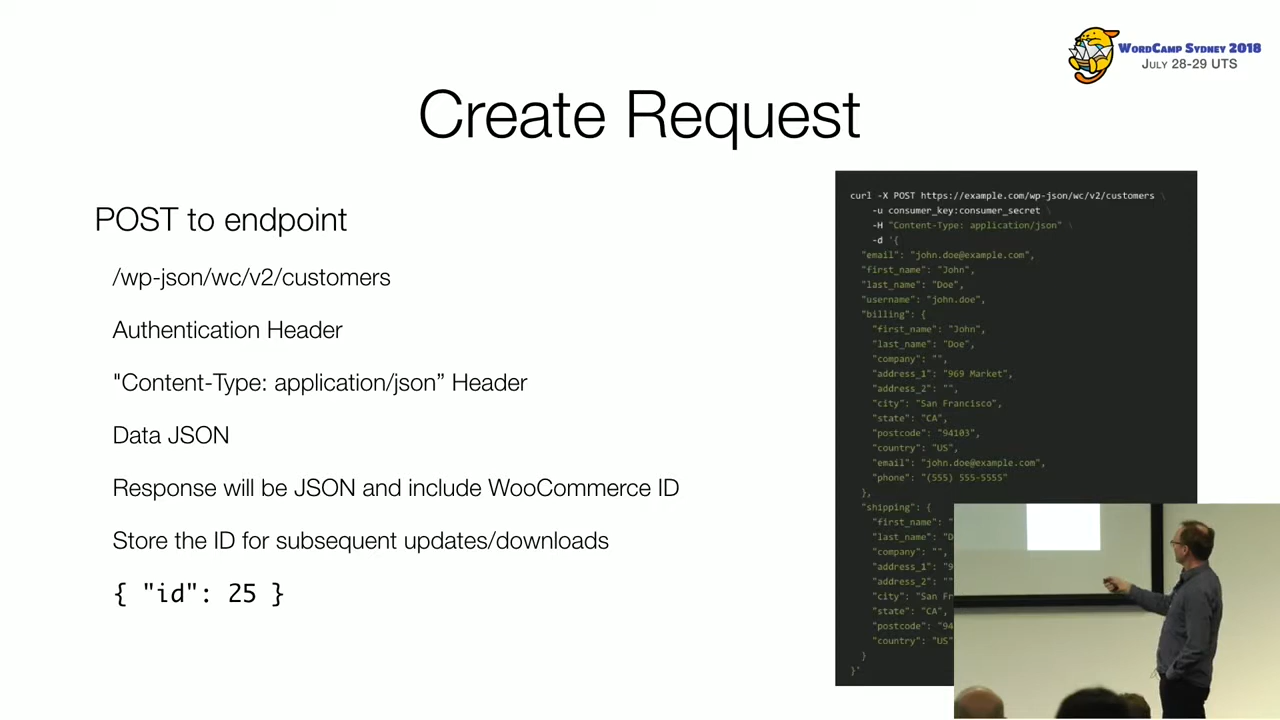 WordCamp Sydney 2018
July 28-29 UTS
Create Request
POST to endpoint
/wp-json/wc/v2/customers
Authentication Header
"Content-Type: application/json” Header
Data JSON
Response will be JSON and include WooCommerce ID
Store the ID for subsequent updates/downloads
{ "id": 25 }
curl -X POST https://example.com/wp-json/wc/v2/customers \
-u consumer_key:consumer_secret \
-H "Content-Type: application/json" \
-d '{
"email": "john.doe@example.com",
"first_name": "John",
"last_name": "Doe",
"username": "john.doe",
"billing": {
"first_name": "John",
"last_name": "Doe",
"company": "",
"address_1": "969 Market",
"address_2": "",
"city": "San Francisco",
"state": "CA",
"postcode": "94103",
"country": "US",
"email": "john.doe@example.com",
"phone": "(555) 555-5555"
},
"shipping": {
"first_name": "
"last_name": "D
"company": "",
"address_1": "9
"address_2": ""
"city": "San Fr
"state": "CA",
"postcode": "94
"country": "US"
}
}'